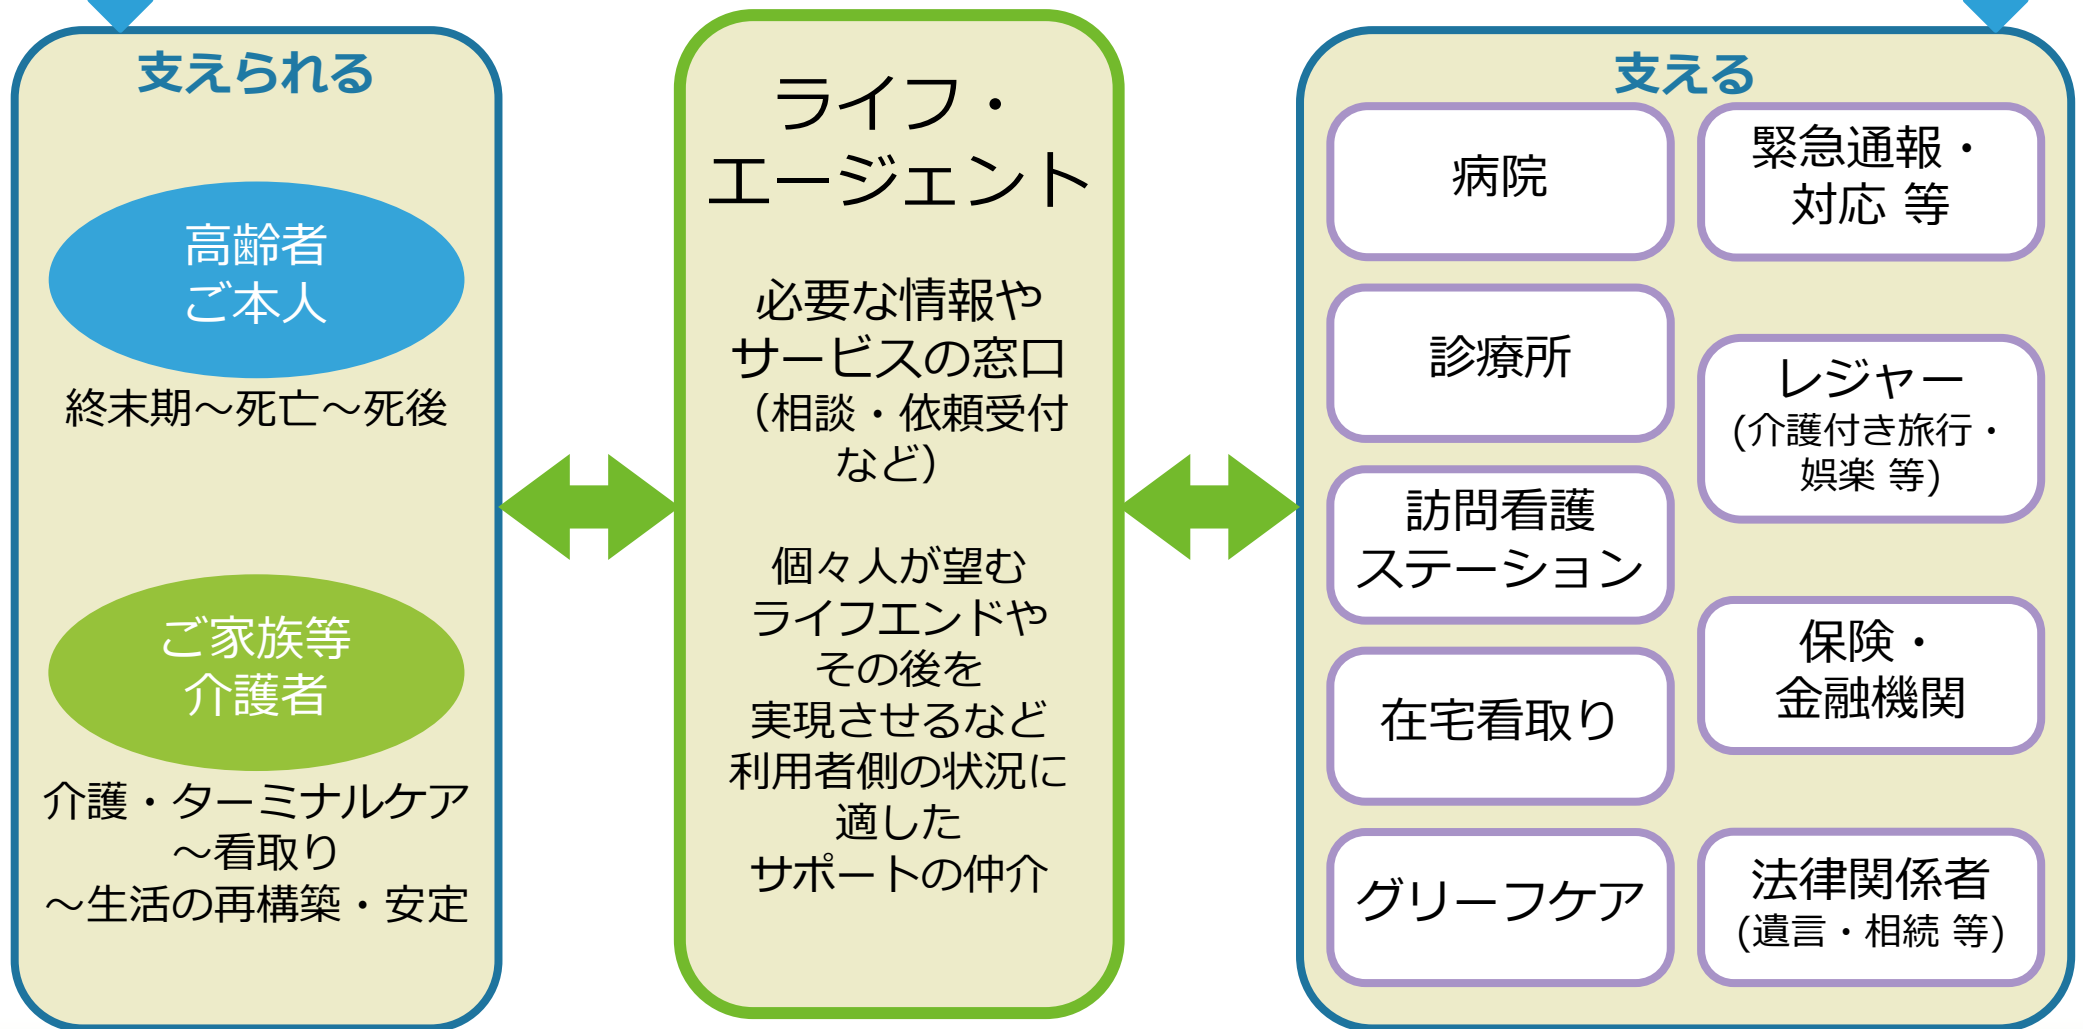 支えられる
高齢者
ご本人
終末期～死亡～死後
ご家族等
介護者
介護・ターミナルケア
～看取り
～生活の再構築・安定
ライフ・
エージェント
必要な情報や
サービスの窓口
（相談・依頼受付
など）
個々人が望む
ライフエンドや
その後を
実現させるなど
利用者側の状況に
適した
サポートの仲介
支える
病院
診療所
訪問看護
ステーション
在宅看取り
グリーフケア
緊急通報・
対応 等
レジャー
(介護付き旅行・
娯楽 等)
保険・
金融機関
法律関係者
(遺言・相続 等)